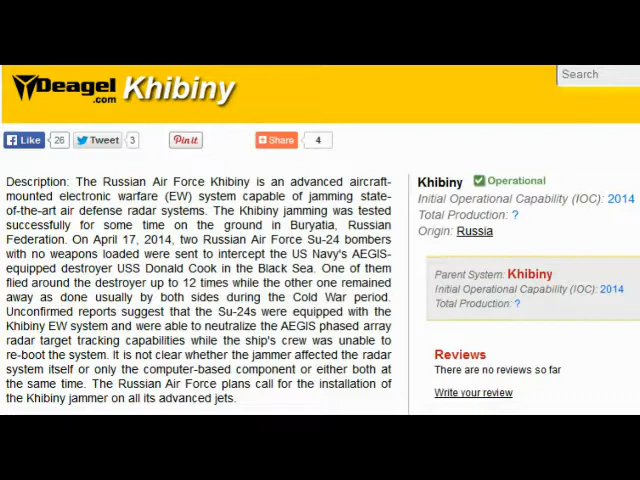 Deagel
.com
Khibiny
Search
Like 26 Tweet 3 Pin it Share 4
Description: The Russian Air Force Khibiny is an advanced aircraft-
mounted electronic warfare (EW) system capable of jamming state-
of-the-art air defense radar systems. The Khibiny jamming was tested
successfully for some time on the ground in Buryatia, Russian
Federation. On April 17, 2014, two Russian Air Force Su-24 bombers
with no weapons loaded were sent to intercept the US Navy's AEGIS-
equipped destroyer USS Donald Cook in the Black Sea. One of them
flied around the destroyer up to 12 times while the other one remained
away as done usually by both sides during the Cold War period.
Unconfirmed reports suggest that the Su-24s were equipped with the
Khibiny EW system and were able to neutralize the AEGIS phased array
radar target tracking capabilities while the ship's crew was unable to
re-boot the system. It is not clear whether the jammer affected the radar
system itself or only the computer-based component or either both at
the same time. The Russian Air Force plans call for the installation of
the Khibiny jammer on all its advanced jets.
Khibiny Operational
Initial Operational Capability (IOC): 2014
Total Production: ?
Origin: Russia
Parent System: Khibiny
Initial Operational Capability (IOC): 2014
Total Production: ?
Reviews
There are no reviews so far
Write your review